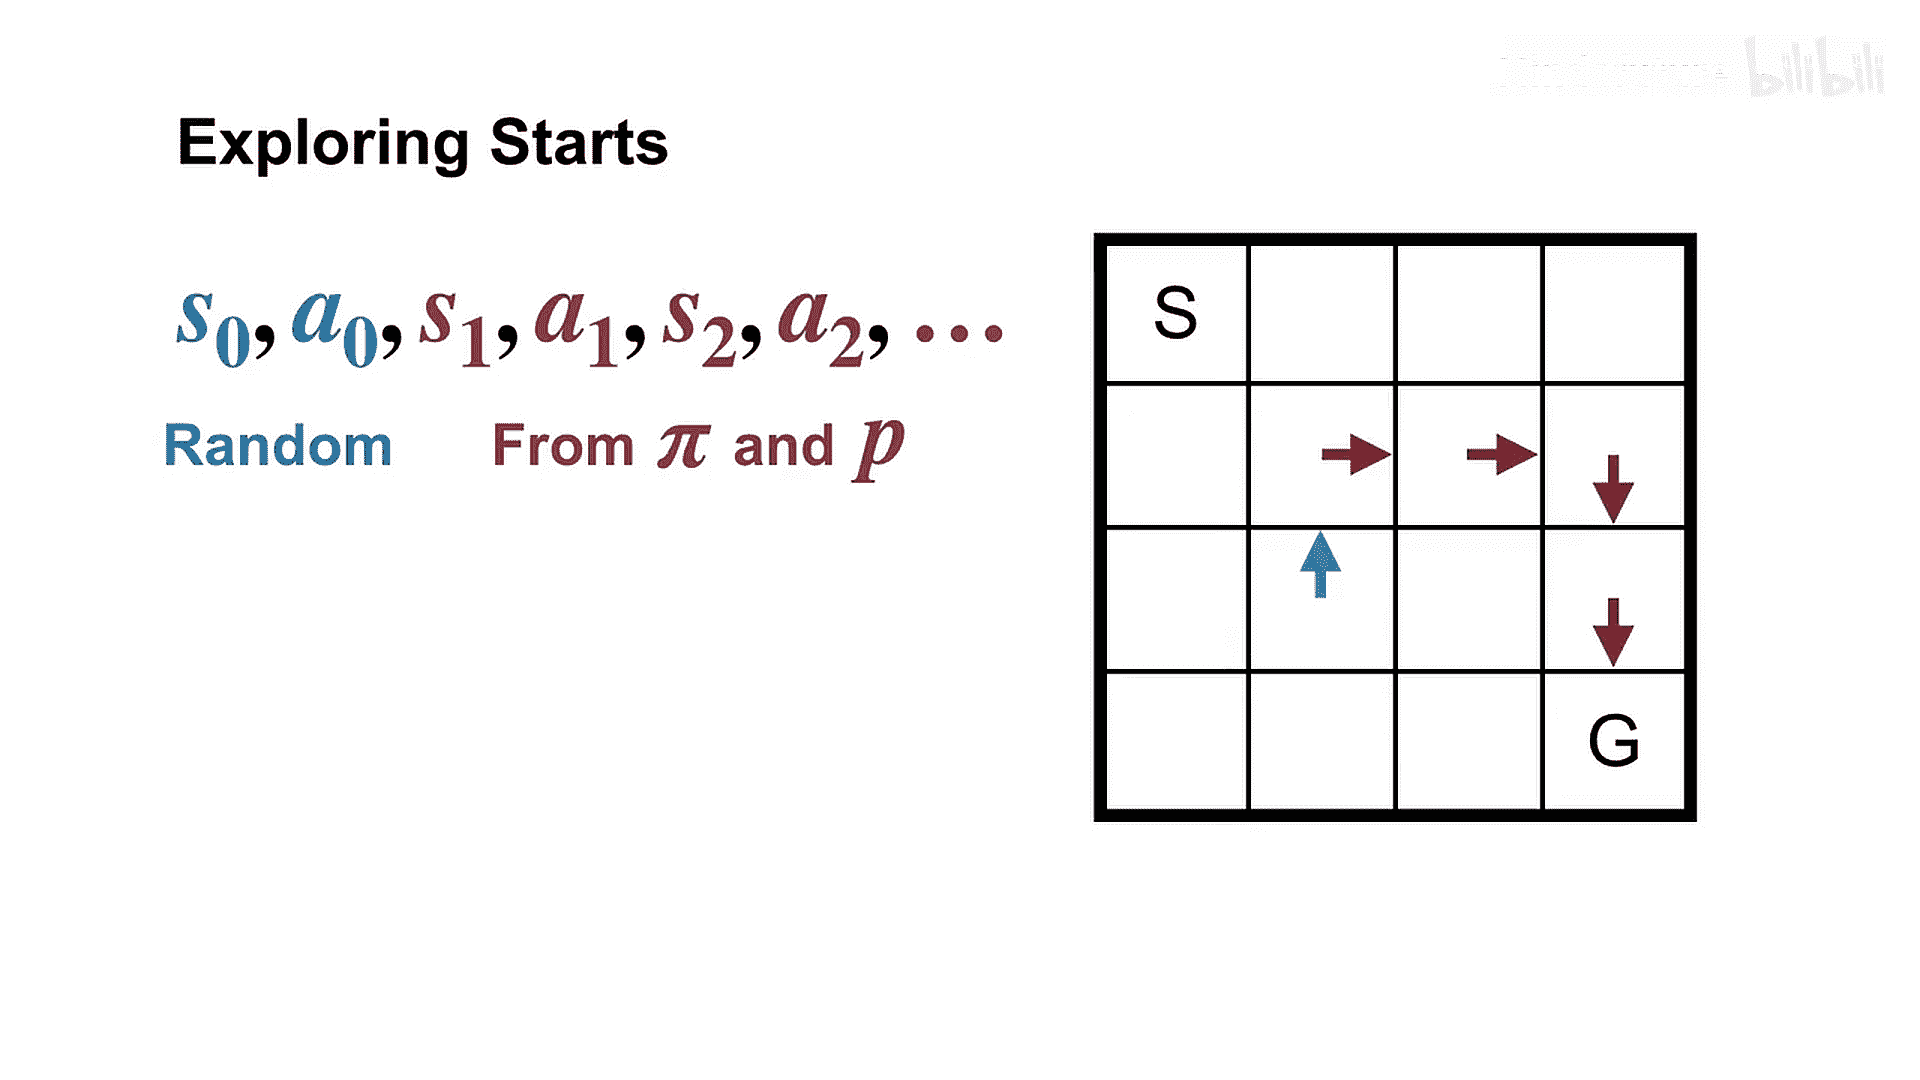 Exploring Starts
s₀, a₀, s₁, a₁, s₂, a₂, …
Random From π and p
S
G
bilibili